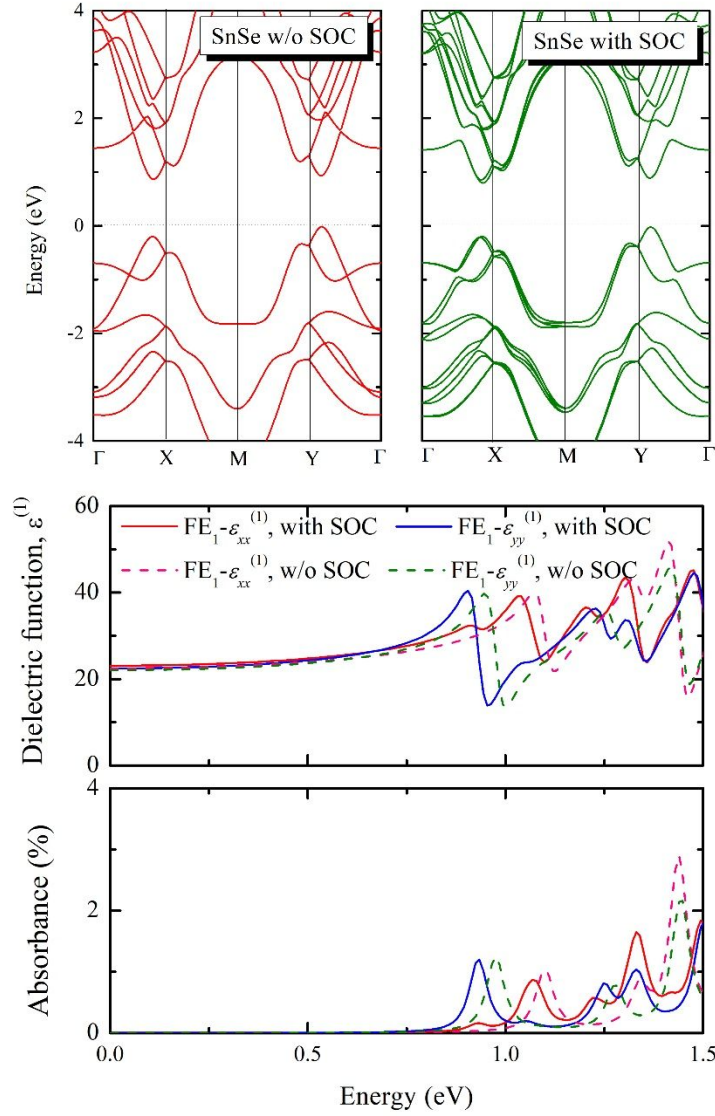 4
SnSe w/o SOC
SnSe with SOC
2
0
-2
-4
Energy (eV)
Γ X M Y Γ
Γ X M Y Γ
60
40
20
0
Dielectric function, ε⁽¹⁾
FE₁-εₓₓ⁽¹⁾, with SOC
FE₁-ε_yy⁽¹⁾, with SOC
FE₁-εₓₓ⁽¹⁾, w/o SOC
FE₁-ε_yy⁽¹⁾, w/o SOC
4
2
0
Absorbance (%)
0.0 0.5 1.0 1.5
Energy (eV)